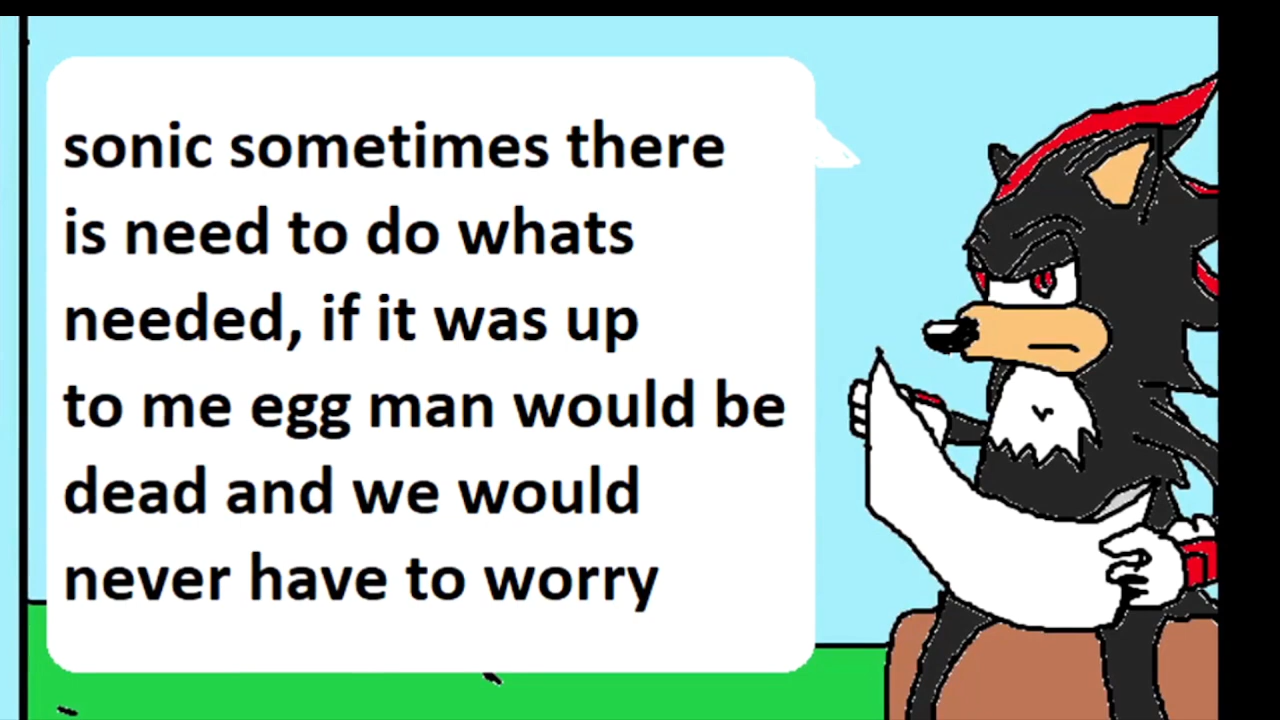 sonic sometimes there
is need to do whats
needed, if it was up
to me egg man would be
dead and we would
never have to worry